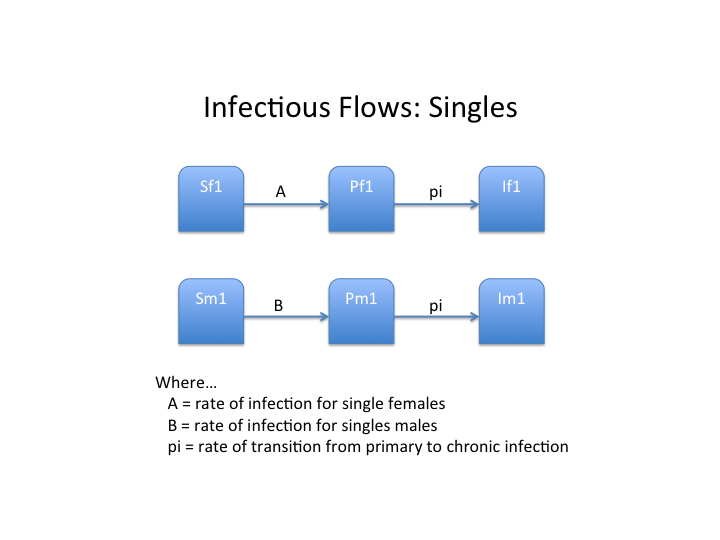 Infectious Flows: Singles
Sf1
A
Pf1
pi
If1
Sm1
B
Pm1
pi
Im1
Where...
A = rate of infection for single females
B = rate of infection for singles males
pi = rate of transition from primary to chronic infection